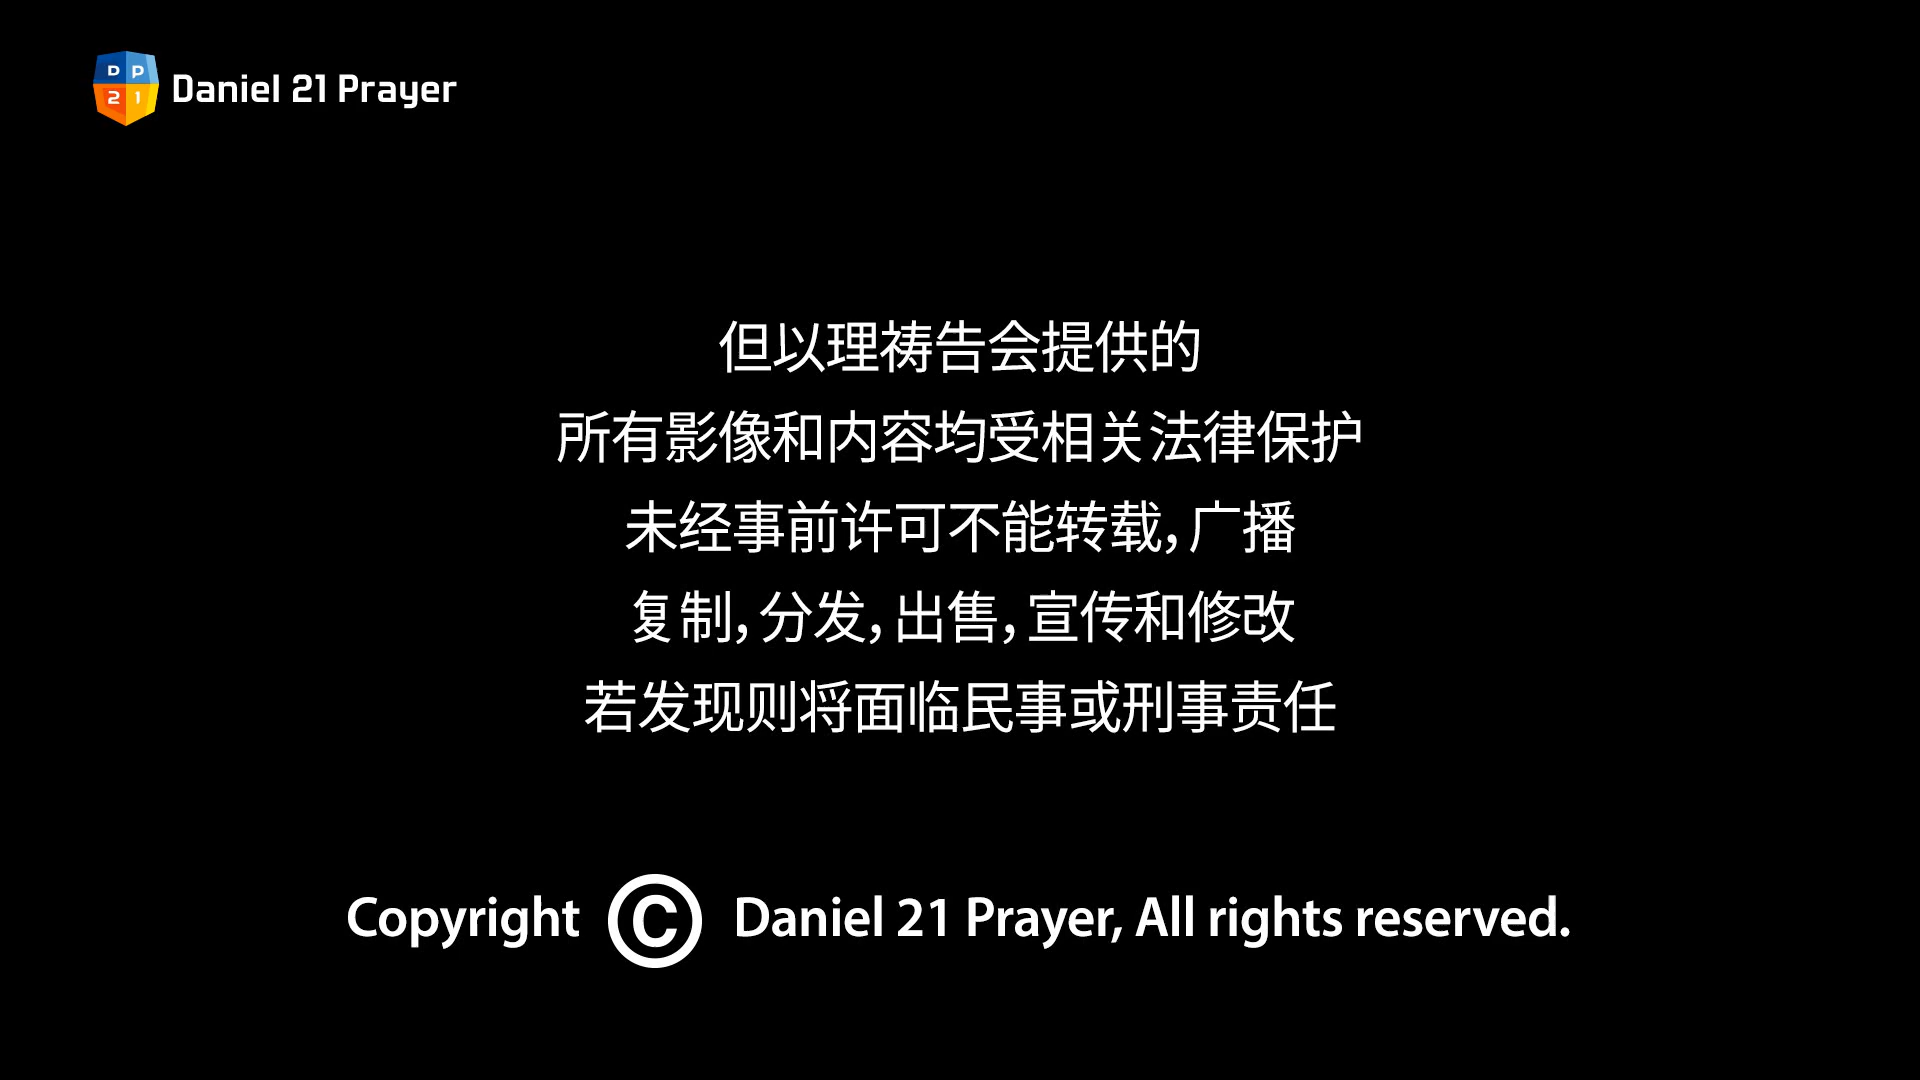 DP
21
Daniel 21 Prayer
但以理祷告会提供的
所有影像和内容均受相关法律保护
未经事前许可不能转载，广播
复制，分发，出售，宣传和修改
若发现则将面临民事或刑事责任
Copyright © Daniel 21 Prayer, All rights reserved.